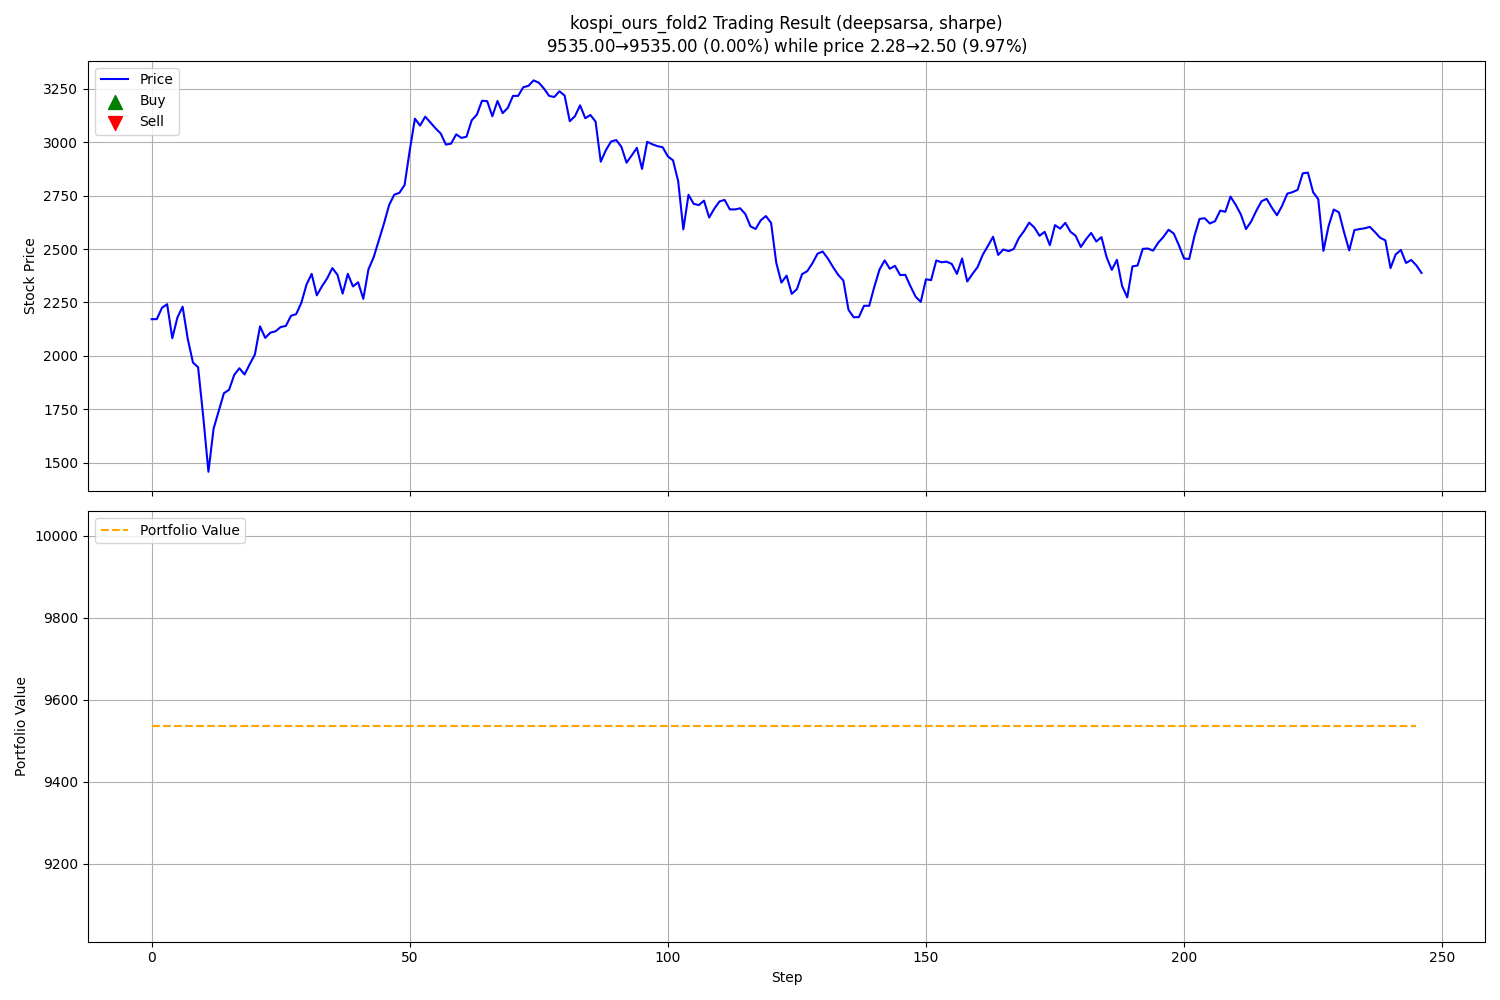 kospi_ours_fold2 Trading Result (deepsarsa, sharpe)
9535.00→9535.00 (0.00%) while price 2.28→2.50 (9.97%)
Price
Buy
Sell
Stock Price
3250
3000
2750
2500
2250
2000
1750
1500
Portfolio Value
Portfolio Value
10000
9800
9600
9400
9200
0
50
100
150
200
250
Step